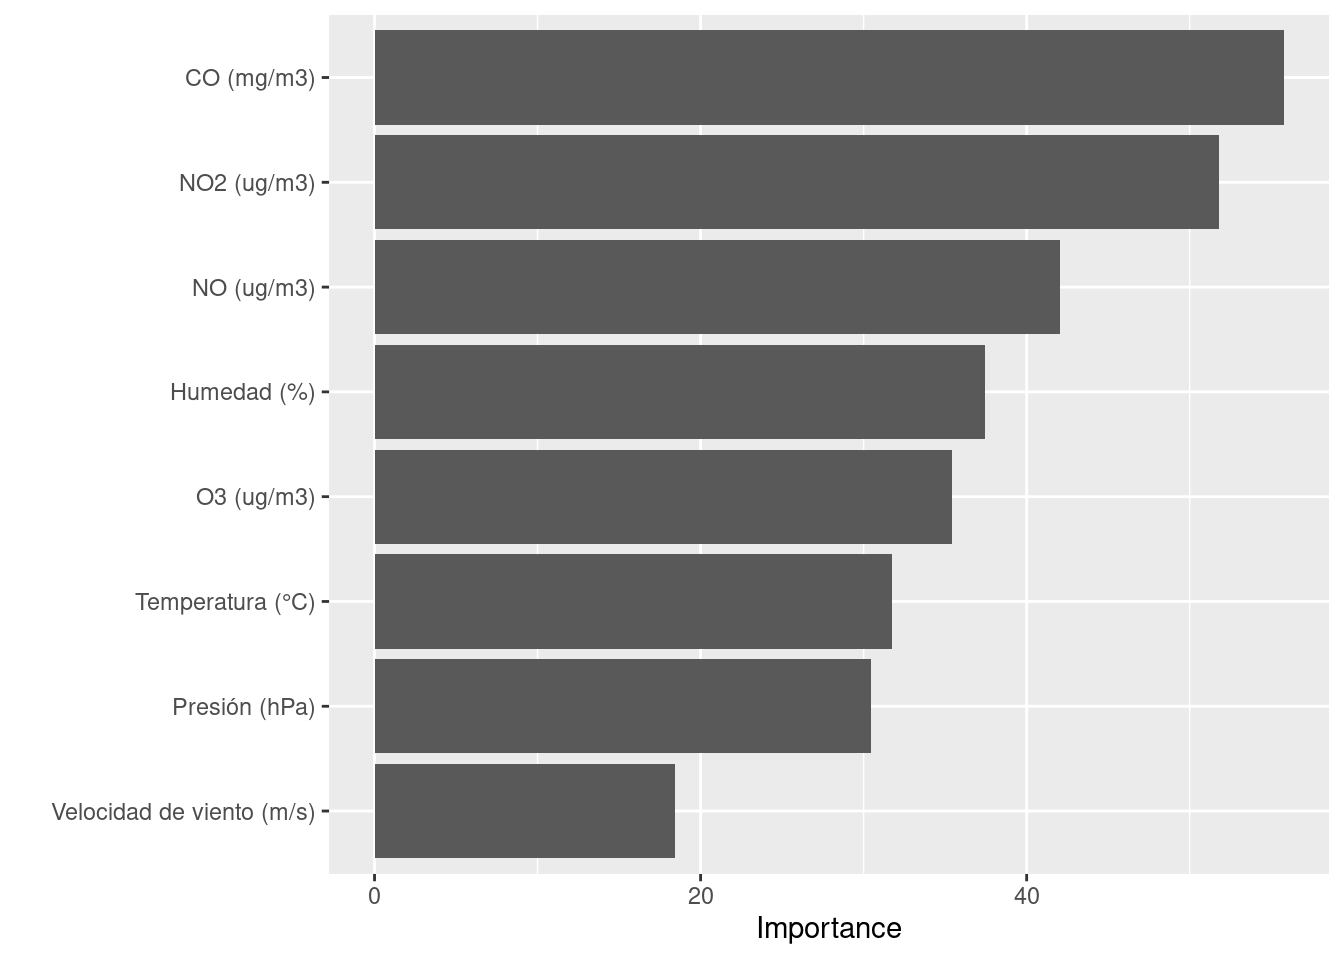 CO (mg/m3)
NO2 (ug/m3)
NO (ug/m3)
Humedad (%)
O3 (ug/m3)
Temperatura (°C)
Presión (hPa)
Velocidad de viento (m/s)
0 20 40
Importance